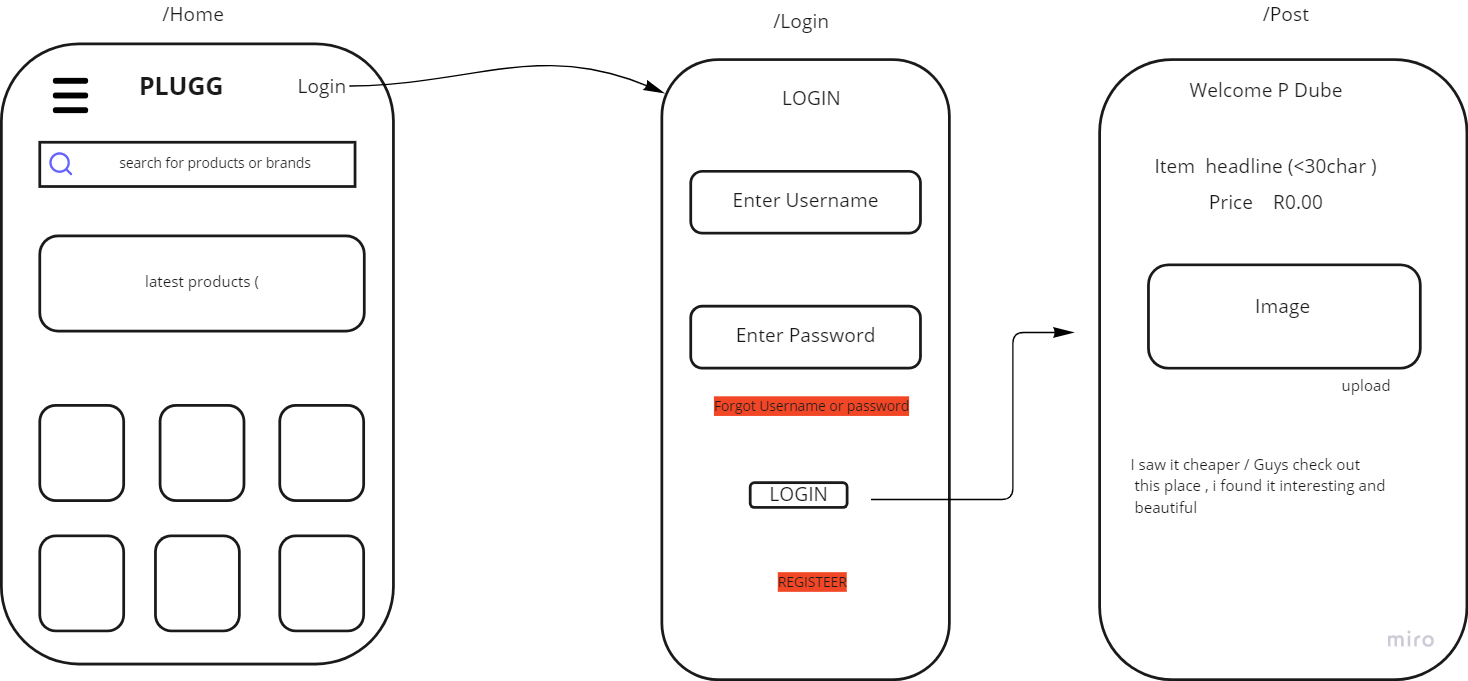 /Home
PLUGG
Login
search for products or brands
latest products (
/Login
LOGIN
Enter Username
Enter Password
Forgot Username or password
LOGIN
REGISTEER
/Post
Welcome P Dube
Item headline (<30char )
Price R0.00
Image
upload
I saw it cheaper / Guys check out
this place , i found it interesting and
beautiful
miro